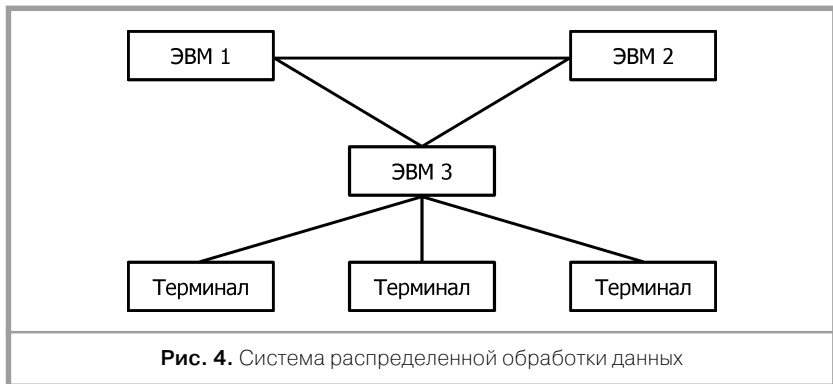 ЭВМ 1
ЭВМ 2
ЭВМ 3
Терминал
Терминал
Терминал
Рис. 4. Система распределенной обработки данных